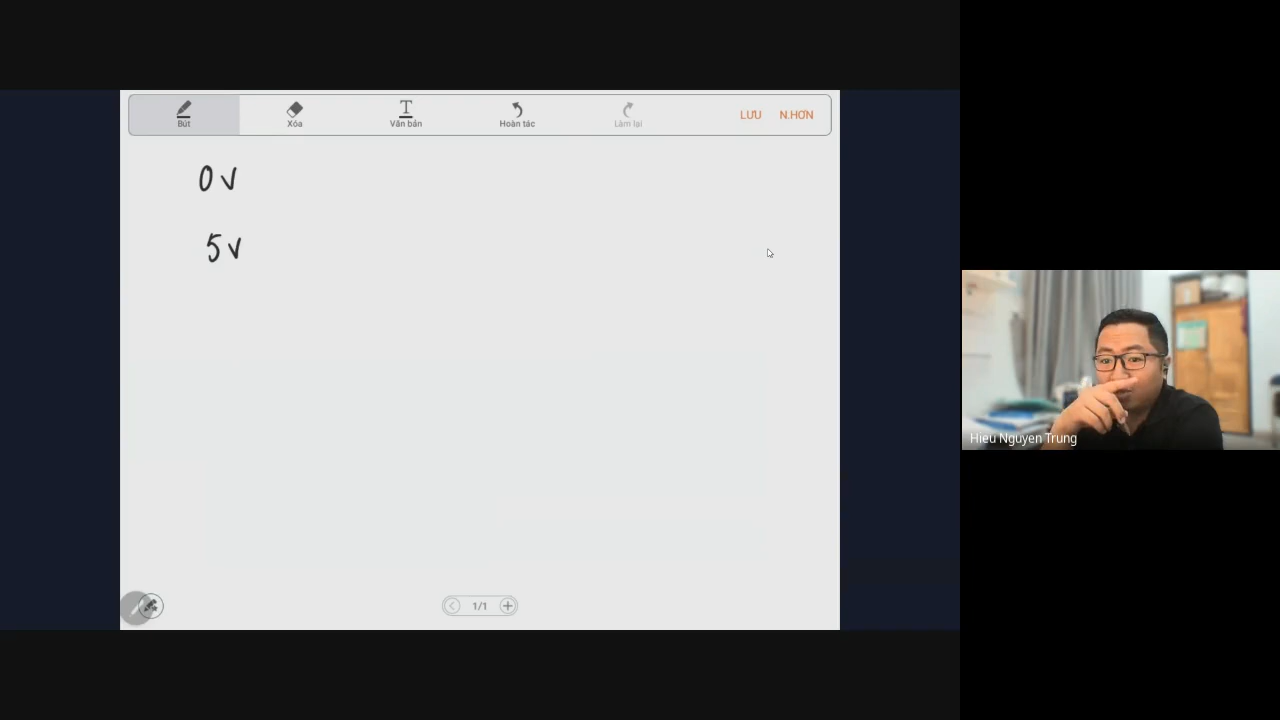 Bút
Xóa
Văn bản
Hoàn tác
Làm lại
LƯU
N.HƠN
0 V
5 V
Hieu Nguyen Trung
1/1